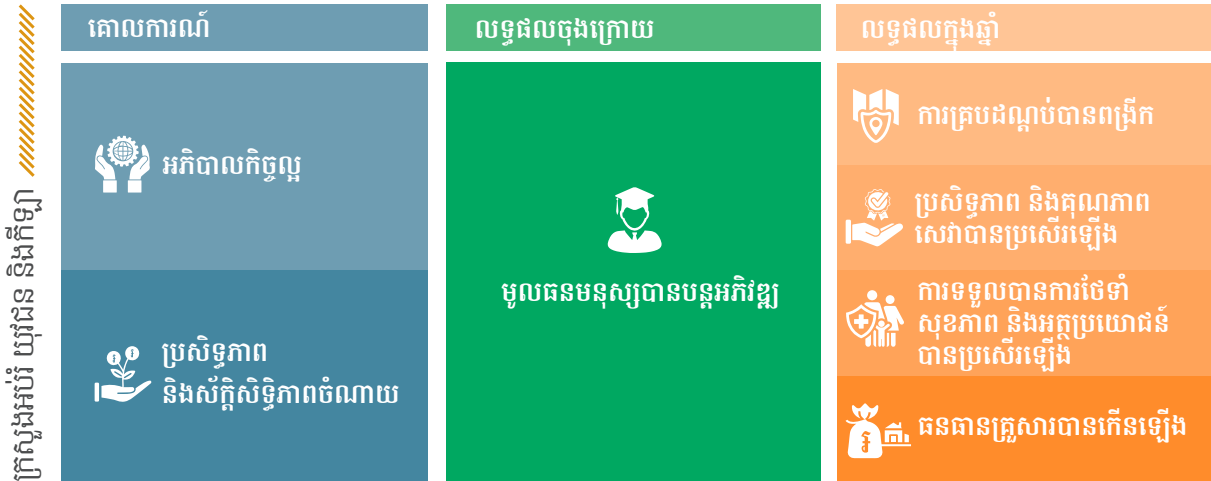 ក្រសួងអប់រំ យុវជន និងកីឡា
គោលការណ៍
អភិបាលកិច្ចល្អ
ប្រសិទ្ធភាព
និងស័ក្តិសិទ្ធិភាពចំណាយ
លទ្ធផលចុងក្រោយ
មូលធនមនុស្សបានបន្តអភិវឌ្ឍ
លទ្ធផលក្នុងឆ្នាំ
ការគ្របដណ្តប់បានពង្រីក
ប្រសិទ្ធភាព និងគុណភាព
សេវាបានប្រសើរឡើង
ការទទួលបានការថែទាំ
សុខភាព និងអត្ថប្រយោជន៍
បានប្រសើរឡើង
ធនធានគ្រួសារបានកើនឡើង